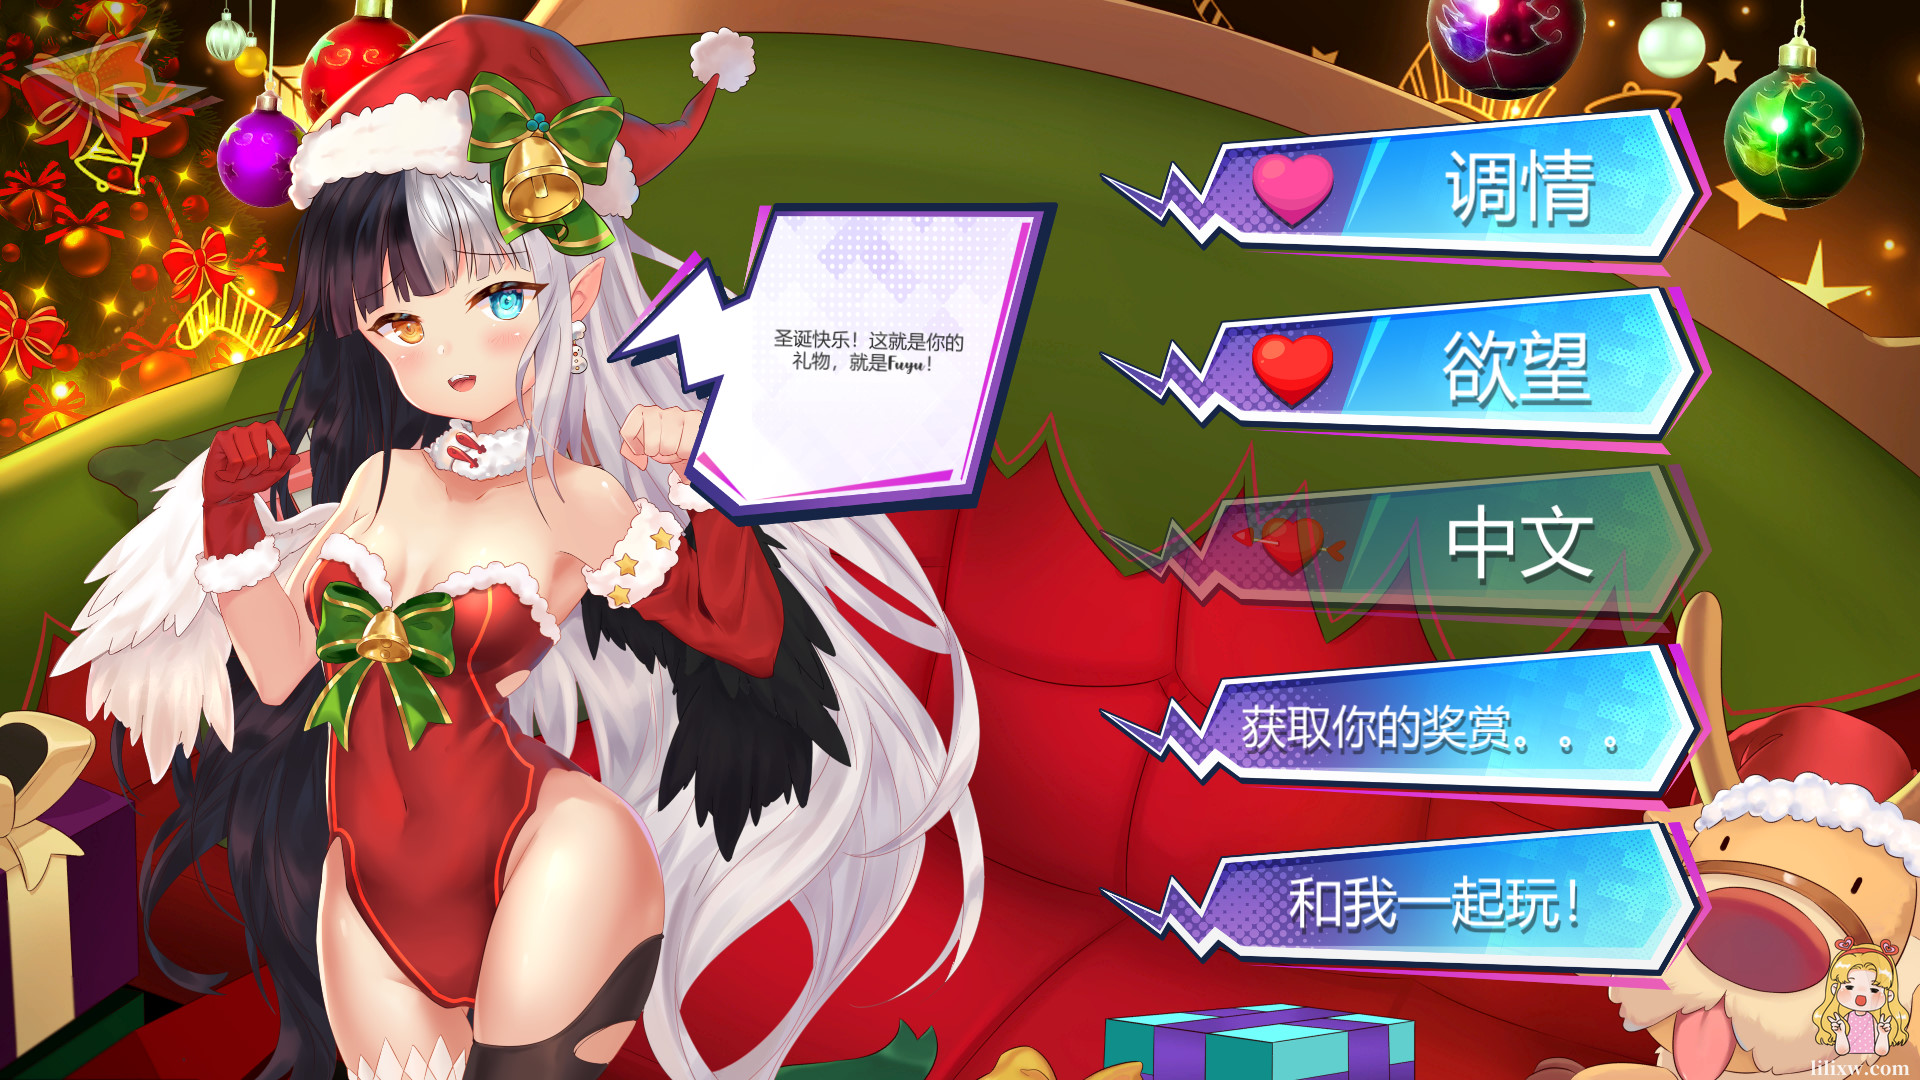 圣诞快乐！这就是你的
礼物，就是Fuyu！
调情
欲望
中文
获取你的奖赏。。。
和我一起玩！
lilixw.com